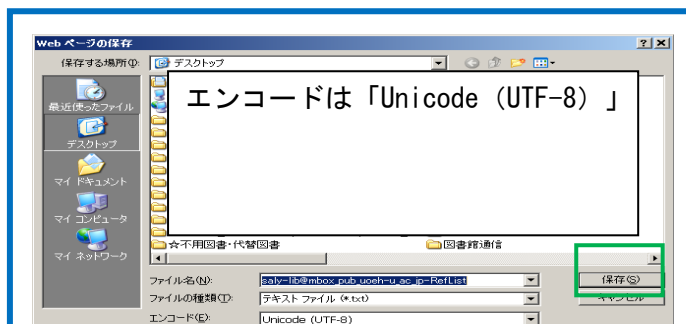 Web ページの保存
保存する場所(I):
デスクトップ
エンコードは「Unicode（UTF-8）」
最近使ったファイル
デスクトップ
マイ ドキュメント
マイ コンピュータ
マイ ネットワーク
☆不用図書・代替図書
図書館通信
ファイル名(N):
saly-lib@mbox_pub_uoeh-u_ac_jp-RefList
保存(S)
ファイルの種類(T):
テキスト ファイル (*.txt)
キャンセル
エンコード(E):
Unicode (UTF-8)